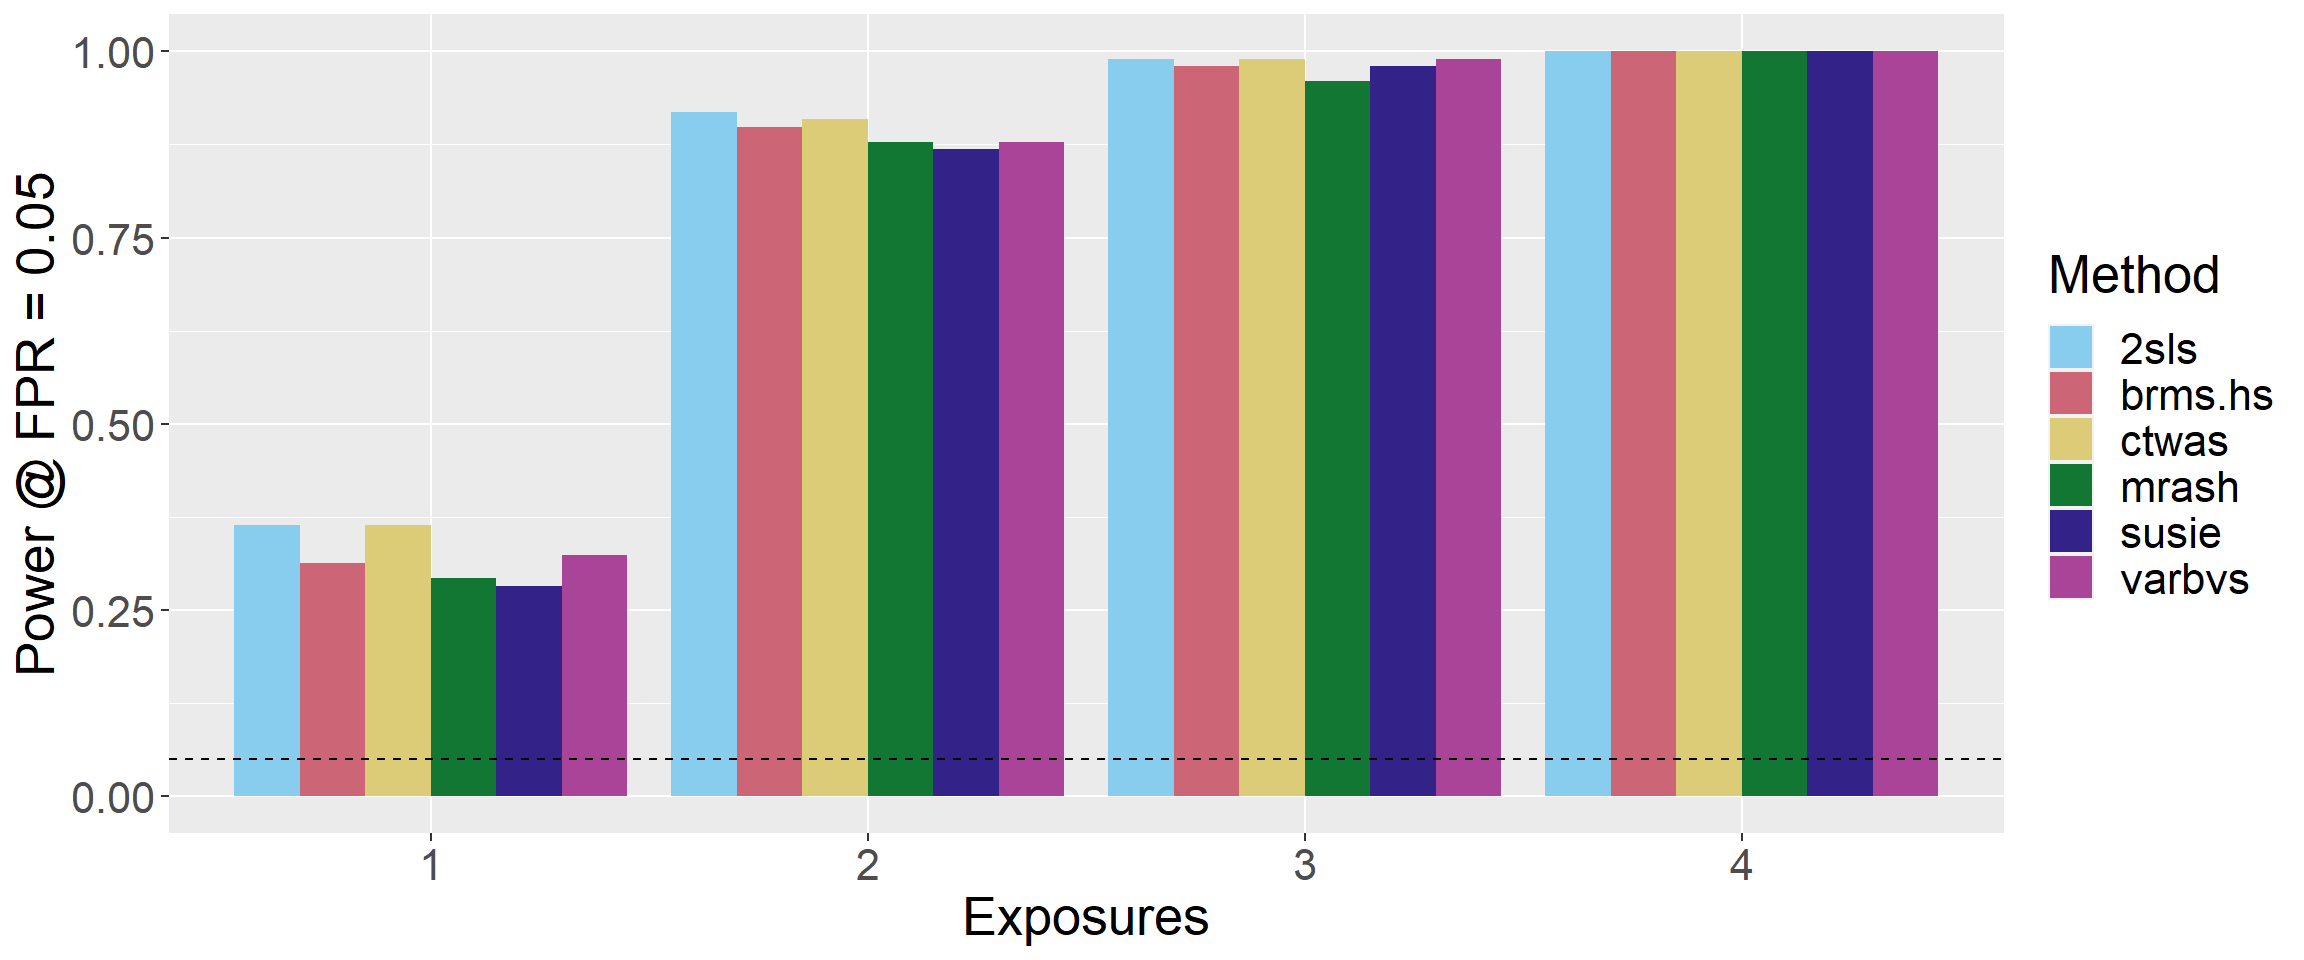 Power @ FPR = 0.05
1.00
0.75
0.50
0.25
0.00
1 2 3 4
Exposures
Method
2sls
brms.hs
ctwas
mrash
susie
varbvs